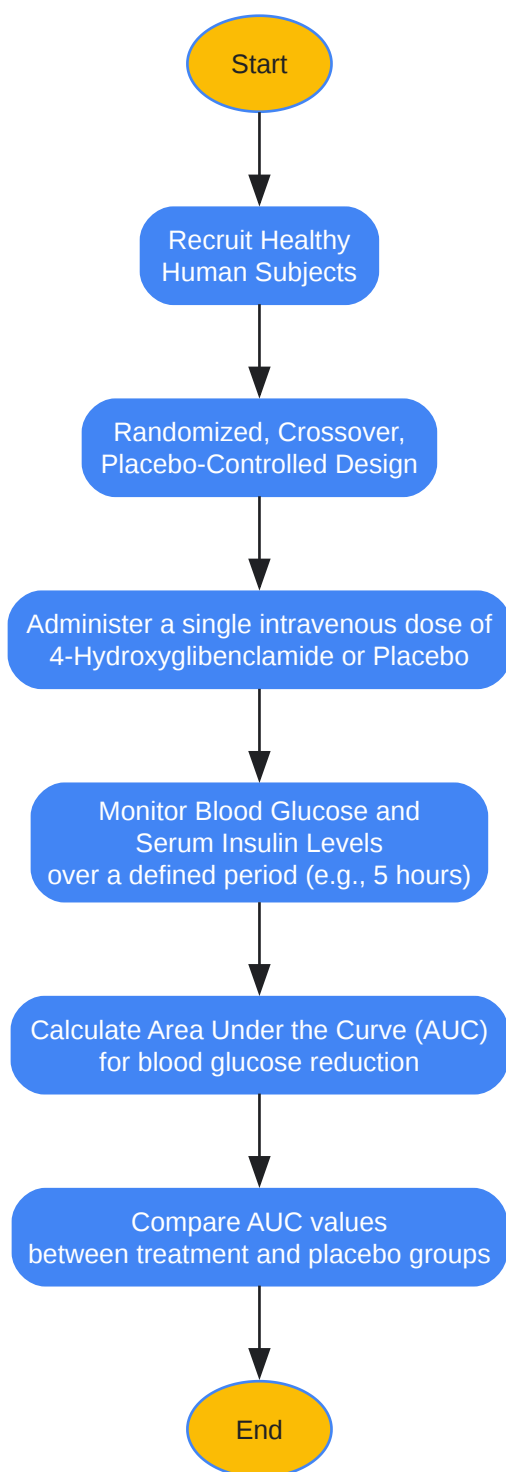 Start
Recruit Healthy
Human Subjects
Randomized, Crossover,
Placebo-Controlled Design
Administer a single intravenous dose of
4-Hydroxyglibenclamide or Placebo
Monitor Blood Glucose and
Serum Insulin Levels
over a defined period (e.g., 5 hours)
Calculate Area Under the Curve (AUC)
for blood glucose reduction
Compare AUC values
between treatment and placebo groups
End